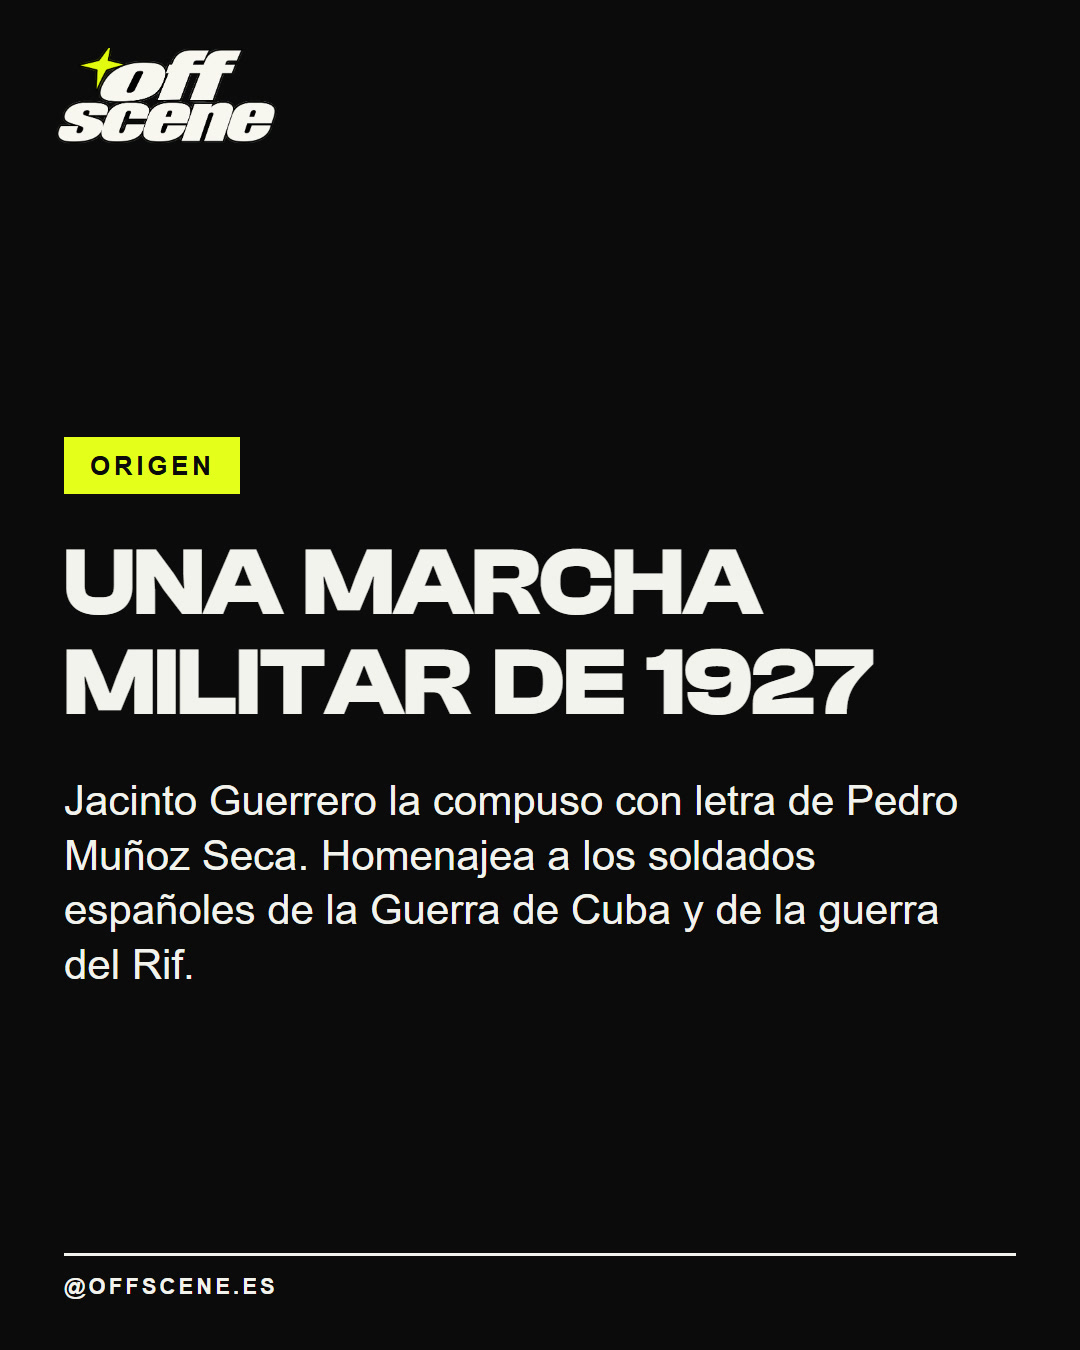 off
scene
ORIGEN
UNA MARCHA
MILITAR DE 1927
Jacinto Guerrero la compuso con letra de Pedro
Muñoz Seca. Homenajea a los soldados
españoles de la Guerra de Cuba y de la guerra
del Rif.
@OFFSCENE.ES